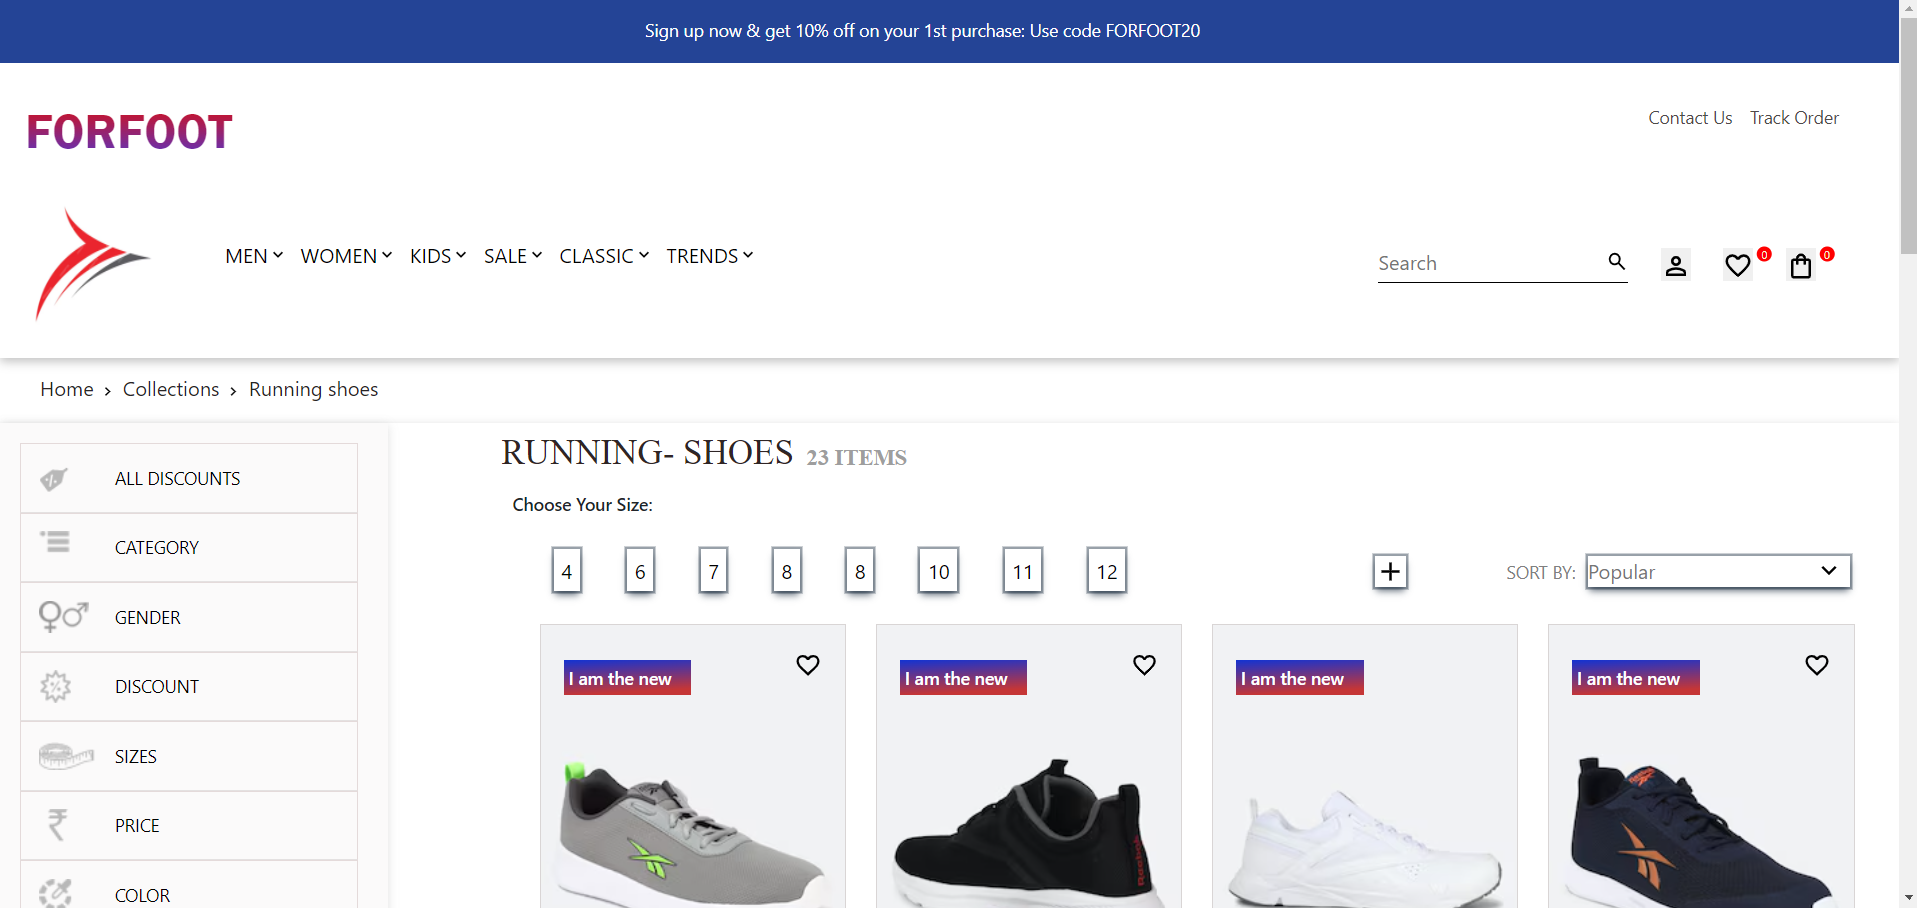 Sign up now & get 10% off on your 1st purchase: Use code FORFOOT20
FORFOOT
Contact Us Track Order
MEN WOMEN KIDS SALE CLASSIC TRENDS
Search
0
0
Home › Collections › Running shoes
RUNNING- SHOES 23 ITEMS
Choose Your Size:
4 6 7 8 8 10 11 12
+
SORT BY: Popular
ALL DISCOUNTS
CATEGORY
GENDER
DISCOUNT
SIZES
PRICE
COLOR
I am the new
I am the new
I am the new
I am the new
Reebok
Reebok